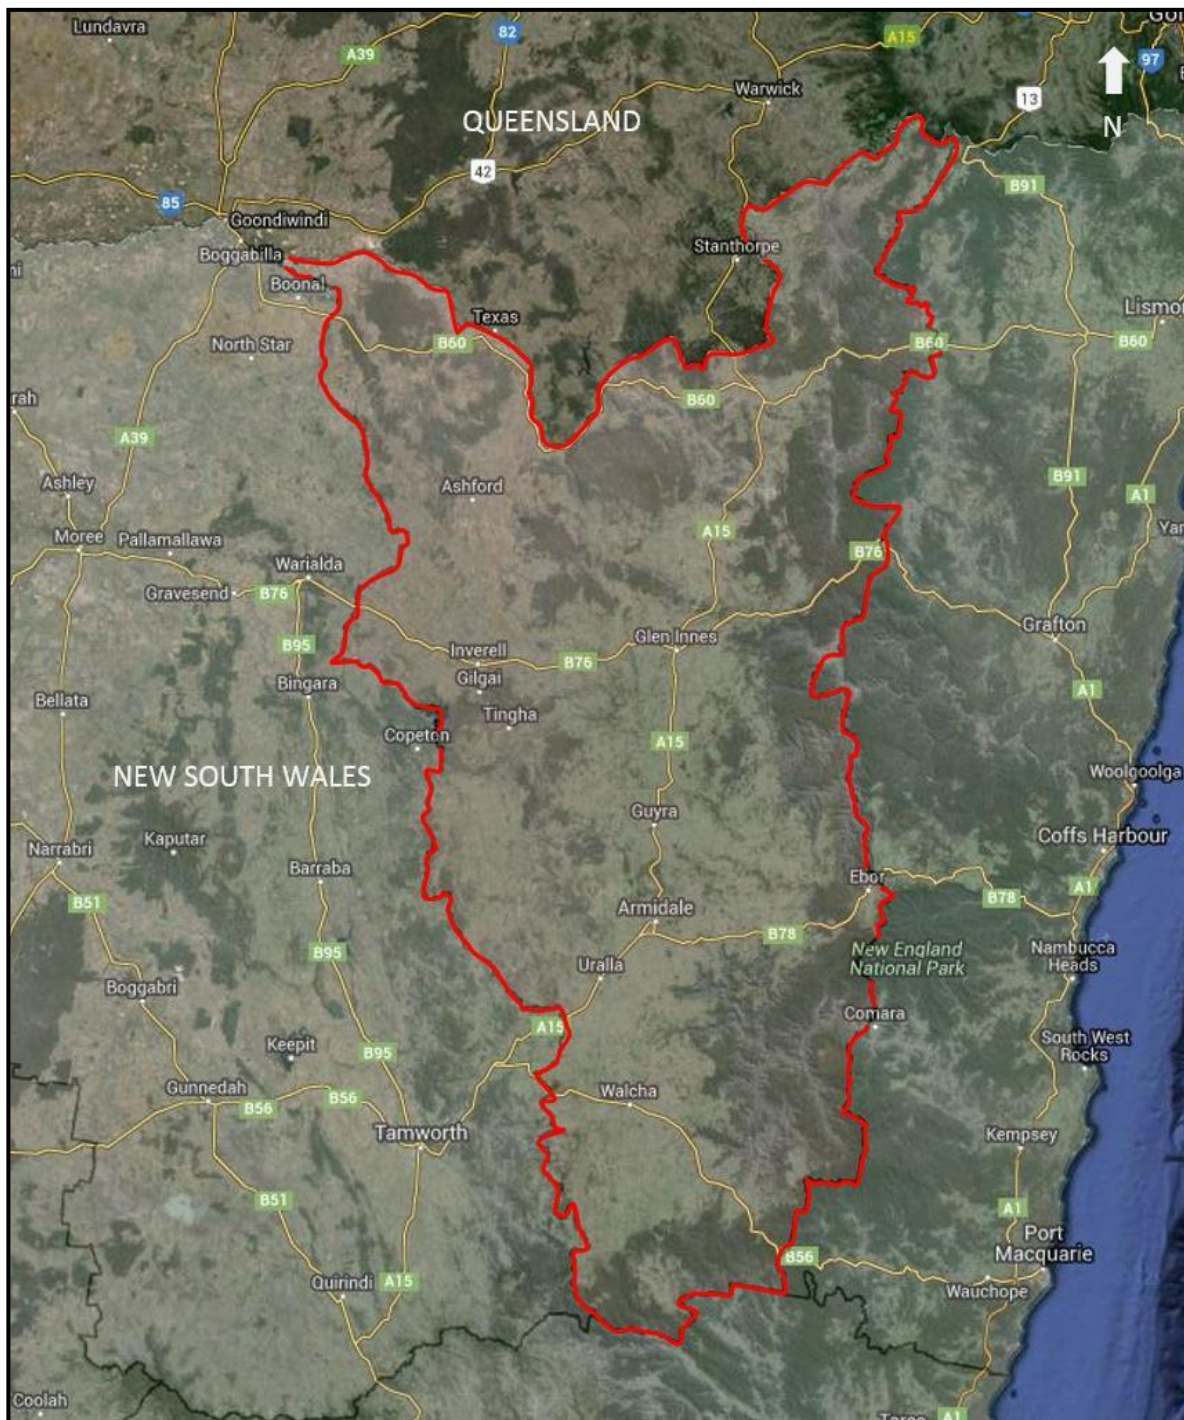 Lundavra
A39
82
A15
97
13
Warwick
QUEENSLAND
N
42
85
Goondiwindi
Boggabilla
Boonal
B91
Stanthorpe
Texas
North Star
B60
B60
B60
B60
A39
Ashley
Ashford
B91
A1
Moree
Pallamallawa
A15
B76
Warialda
Gravesend
B76
B95
Inverell
B76
Glen Innes
Grafton
Gilgai
Bingara
A1
Bellata
Tingha
Copeton
A15
NEW SOUTH WALES
Woolgoolga
Guyra
Kaputar
Coffs Harbour
Narrabri
Barraba
Ebor
A1
B51
Armidale
B78
B78
B95
New England
National Park
Nambucca
Heads
Uralla
Boggabri
Comara
A15
Keepit
B95
South West
Rocks
Gunnedah
B56
B56
Walcha
Tamworth
Kempsey
B51
A1
Port
Macquarie
B56
Quirindi
A15
Wauchope
Coolah
A1